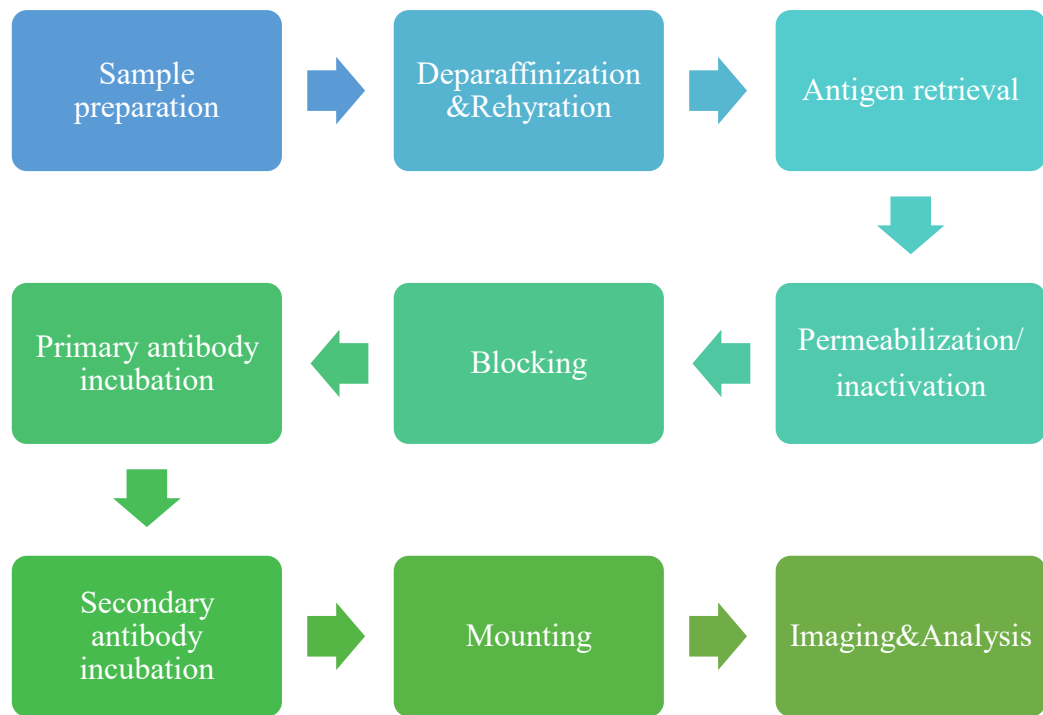 Sample
preparation
Deparaffinization
&Rehyration
Antigen retrieval
Permeabilization/
inactivation
Blocking
Primary antibody
incubation
Secondary
antibody
incubation
Mounting
Imaging&Analysis